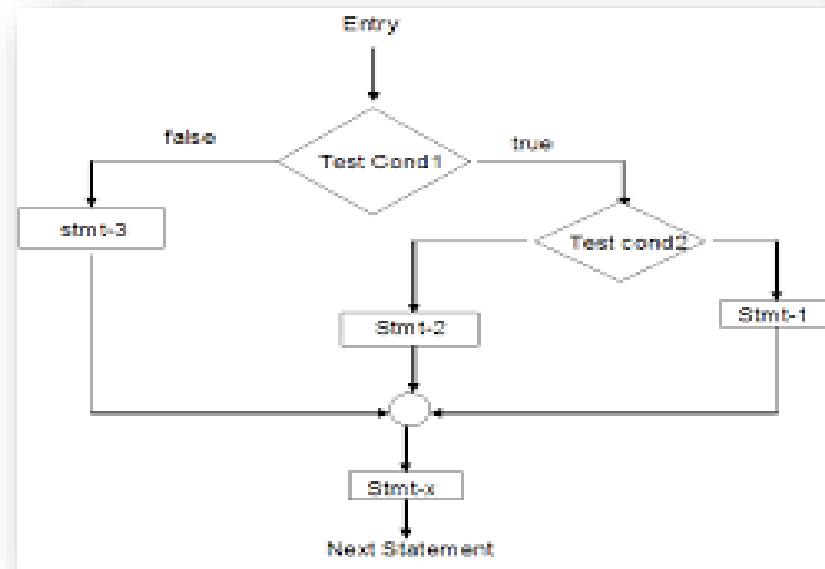 Entry
false
true
Test Cond1
stmt-3
Test cond2
Stmt-2
Stmt-1
Stmt-x
Next Statement